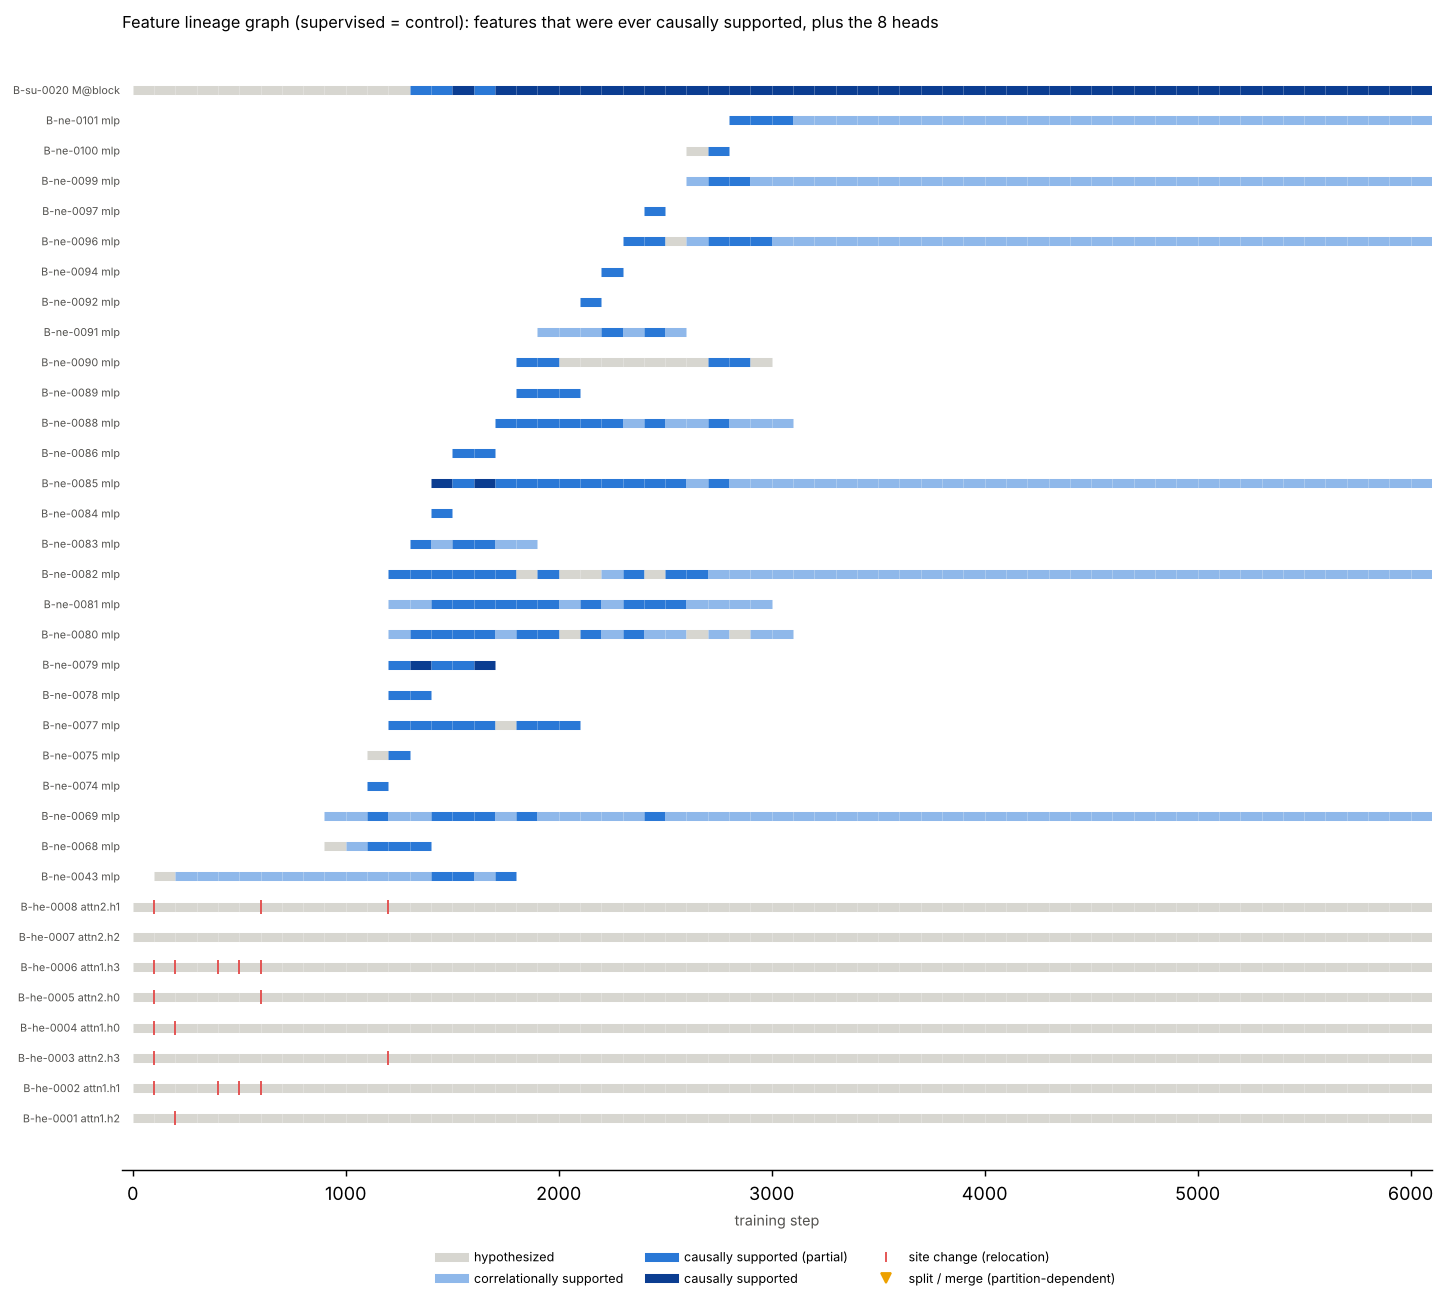 Feature lineage graph (supervised = control): features that were ever causally supported, plus the 8 heads
B-su-0020 M@block
B-ne-0101 mlp
B-ne-0100 mlp
B-ne-0099 mlp
B-ne-0097 mlp
B-ne-0096 mlp
B-ne-0094 mlp
B-ne-0092 mlp
B-ne-0091 mlp
B-ne-0090 mlp
B-ne-0089 mlp
B-ne-0088 mlp
B-ne-0086 mlp
B-ne-0085 mlp
B-ne-0084 mlp
B-ne-0083 mlp
B-ne-0082 mlp
B-ne-0081 mlp
B-ne-0080 mlp
B-ne-0079 mlp
B-ne-0078 mlp
B-ne-0077 mlp
B-ne-0075 mlp
B-ne-0074 mlp
B-ne-0069 mlp
B-ne-0068 mlp
B-ne-0043 mlp
B-he-0008 attn2.h1
B-he-0007 attn2.h2
B-he-0006 attn1.h3
B-he-0005 attn2.h0
B-he-0004 attn1.h0
B-he-0003 attn2.h3
B-he-0002 attn1.h1
B-he-0001 attn1.h2
0 1000 2000 3000 4000 5000 6000
training step
hypothesized causally supported (partial) site change (relocation)
correlationally supported causally supported split / merge (partition-dependent)